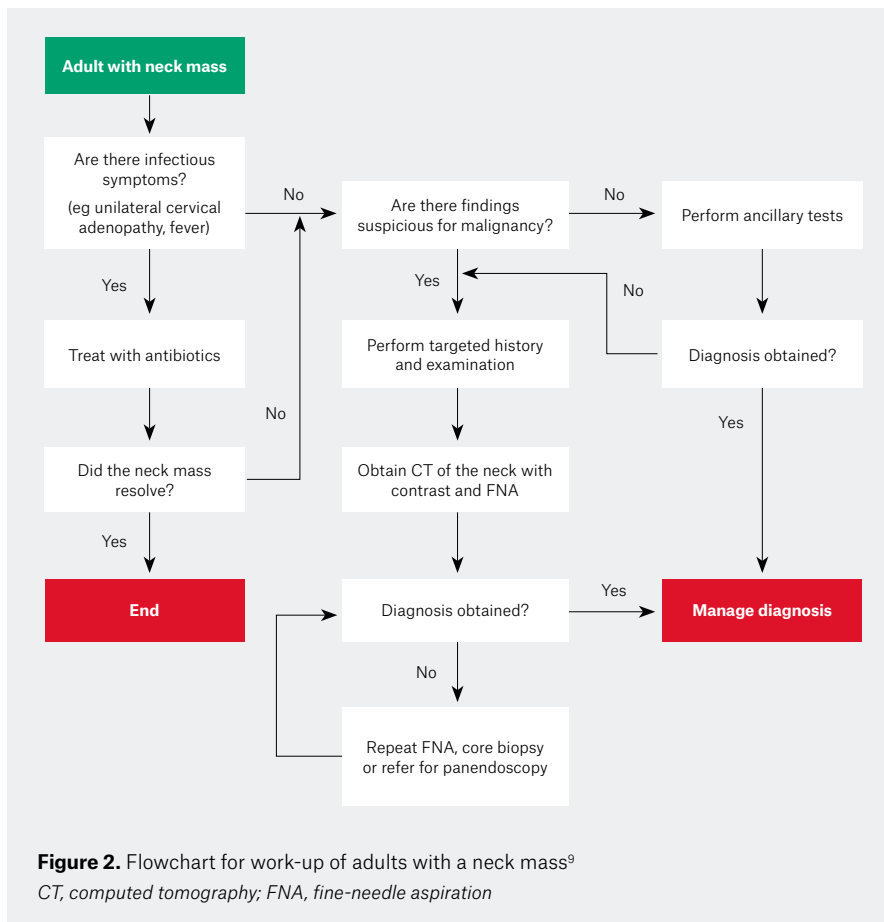 Adult with neck mass
Are there infectious
symptoms?
(eg unilateral cervical
adenopathy, fever)
No
Are there findings
suspicious for malignancy?
No
Perform ancillary tests
Yes
Yes
No
Treat with antibiotics
Perform targeted history
and examination
Diagnosis obtained?
No
Yes
Did the neck mass
resolve?
Obtain CT of the neck with
contrast and FNA
Yes
End
Diagnosis obtained?
Yes
Manage diagnosis
No
Repeat FNA, core biopsy
or refer for panendoscopy
Figure 2. Flowchart for work-up of adults with a neck mass⁹
CT, computed tomography; FNA, fine-needle aspiration